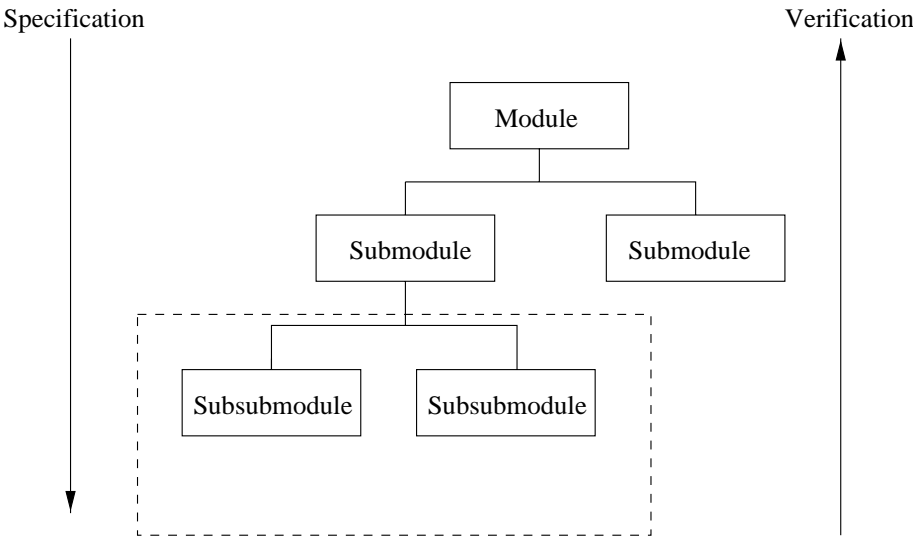 Specification
Verification
Module
Submodule
Submodule
Subsubmodule
Subsubmodule